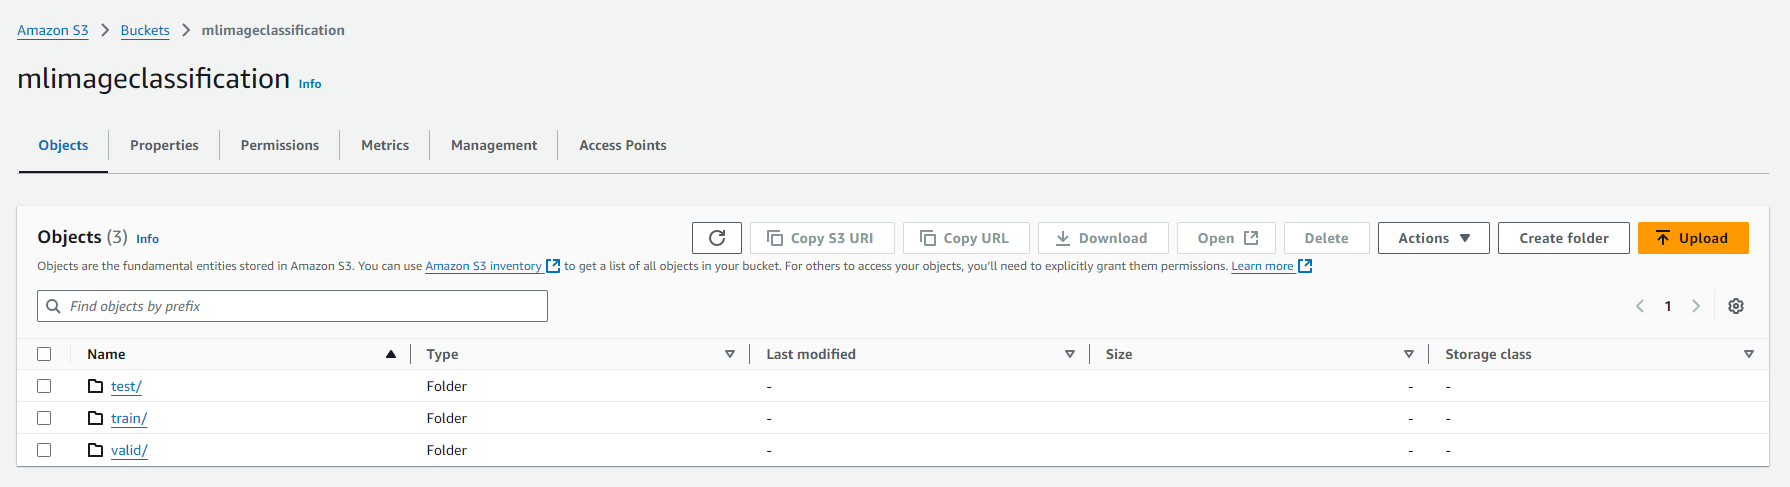 Amazon S3 > Buckets > mlimageclassification
mlimageclassification Info
Objects Properties Permissions Metrics Management Access Points
Objects (3) Info Copy S3 URI Copy URL Download Open Delete Actions Create folder Upload
Objects are the fundamental entities stored in Amazon S3. You can use Amazon S3 inventory to get a list of all objects in your bucket. For others to access your objects, you'll need to explicitly grant them permissions. Learn more
Find objects by prefix 1
Name Type Last modified Size Storage class
test/ Folder - - -
train/ Folder - - -
valid/ Folder - - -